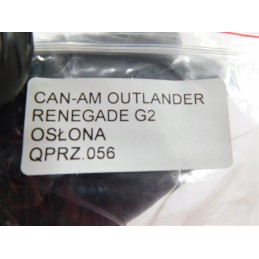 CAN-AM OUTLANDER
RENEGADE G2
OSŁONA
QPRZ.056